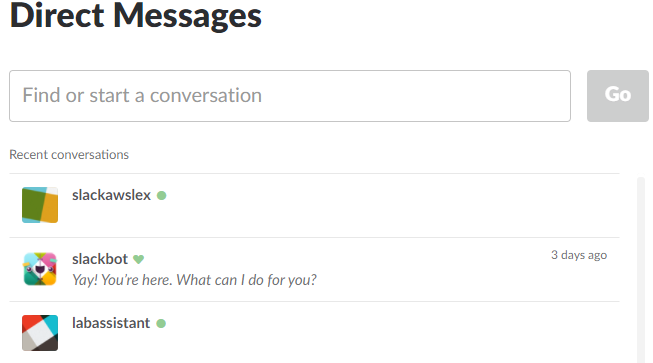 Direct Messages
Find or start a conversation
Go
Recent conversations
slackawslex
slackbot
3 days ago
Yay! You're here. What can I do for you?
labassistant